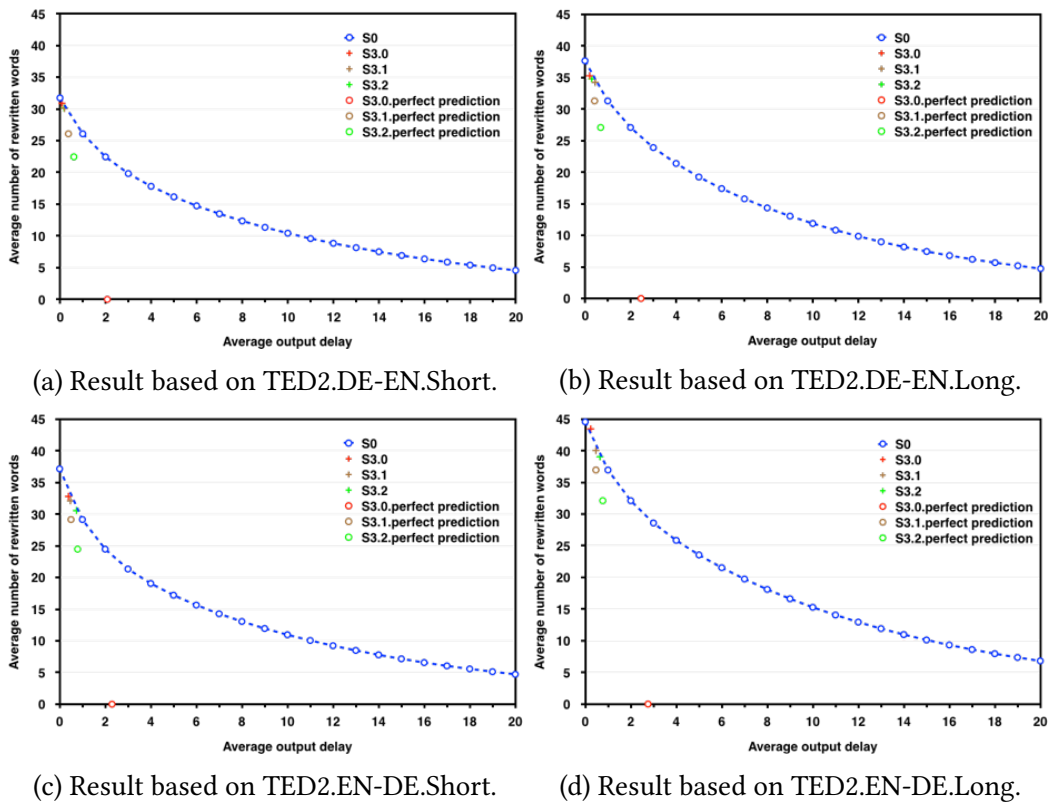 Average number of rewritten words
45
40
35
30
25
20
15
10
5
0
S0
S3.0
S3.1
S3.2
S3.0.perfect prediction
S3.1.perfect prediction
S3.2.perfect prediction
0 2 4 6 8 10 12 14 16 18 20
Average output delay
(a) Result based on TED2.DE-EN.Short.
Average number of rewritten words
45
40
35
30
25
20
15
10
5
0
S0
S3.0
S3.1
S3.2
S3.0.perfect prediction
S3.1.perfect prediction
S3.2.perfect prediction
0 2 4 6 8 10 12 14 16 18 20
Average output delay
(b) Result based on TED2.DE-EN.Long.
Average number of rewritten words
45
40
35
30
25
20
15
10
5
0
S0
S3.0
S3.1
S3.2
S3.0.perfect prediction
S3.1.perfect prediction
S3.2.perfect prediction
0 2 4 6 8 10 12 14 16 18 20
Average output delay
(c) Result based on TED2.EN-DE.Short.
Average number of rewritten words
45
40
35
30
25
20
15
10
5
0
S0
S3.0
S3.1
S3.2
S3.0.perfect prediction
S3.1.perfect prediction
S3.2.perfect prediction
0 2 4 6 8 10 12 14 16 18 20
Average output delay
(d) Result based on TED2.EN-DE.Long.